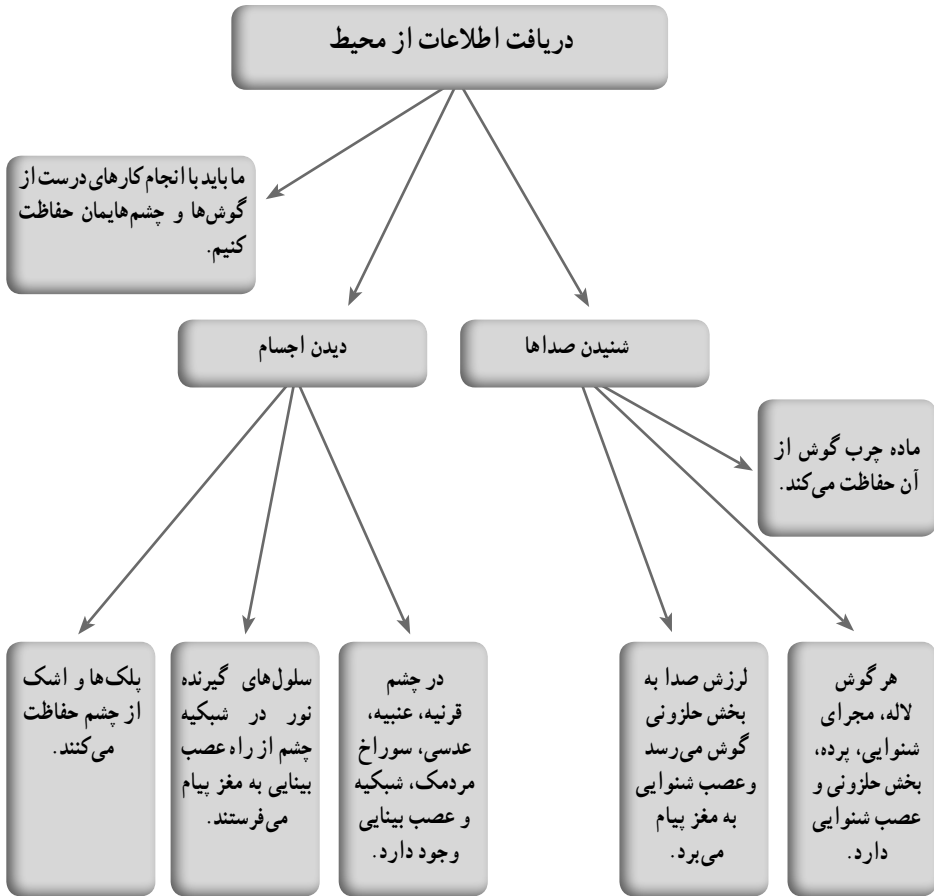 دریافت اطلاعات از محیط
ما باید با انجام کارهای درست از
گوش‌ها و چشم‌هایمان حفاظت
کنیم.
شنیدن صداها
دیدن اجسام
ماده چرب گوش از
آن حفاظت می‌کند.
هر گوش
لاله، مجرای
شنوایی، پرده،
بخش حلزونی و
عصب شنوایی
دارد.
لرزش صدا به
بخش حلزونی
گوش می‌رسد
وعصب شنوایی
به مغز پیام
می‌برد.
در چشم
قرنیه، عنبیه،
عدسی، سوراخ
مردمک، شبکیه
و عصب بینایی
وجود دارد.
سلول‌های گیرنده
نور در شبکیه
چشم از راه عصب
بینایی به مغز پیام
می‌فرستند.
پلک‌ها و اشک
از چشم حفاظت
می‌کنند.